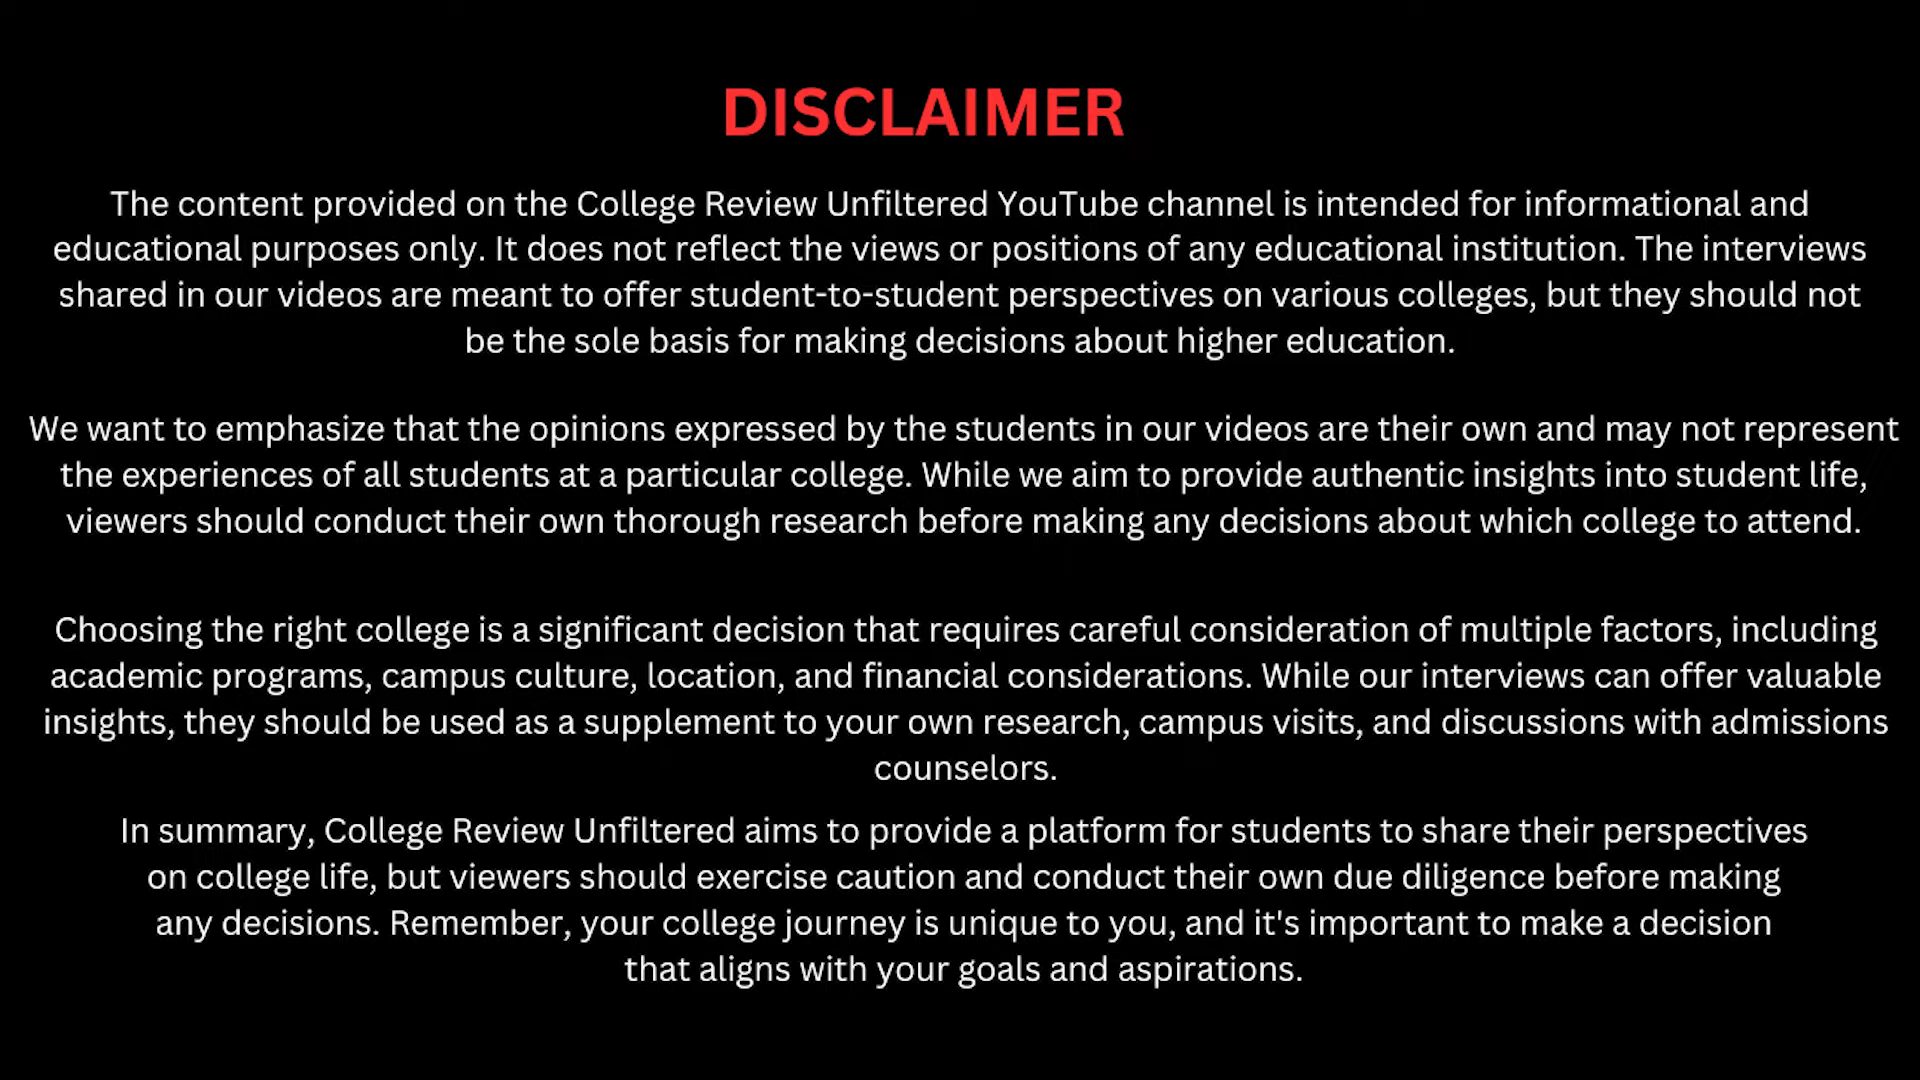 DISCLAIMER
The content provided on the College Review Unfiltered YouTube channel is intended for informational and
educational purposes only. It does not reflect the views or positions of any educational institution. The interviews
shared in our videos are meant to offer student-to-student perspectives on various colleges, but they should not
be the sole basis for making decisions about higher education.
We want to emphasize that the opinions expressed by the students in our videos are their own and may not represent
the experiences of all students at a particular college. While we aim to provide authentic insights into student life,
viewers should conduct their own thorough research before making any decisions about which college to attend.
Choosing the right college is a significant decision that requires careful consideration of multiple factors, including
academic programs, campus culture, location, and financial considerations. While our interviews can offer valuable
insights, they should be used as a supplement to your own research, campus visits, and discussions with admissions
counselors.
In summary, College Review Unfiltered aims to provide a platform for students to share their perspectives
on college life, but viewers should exercise caution and conduct their own due diligence before making
any decisions. Remember, your college journey is unique to you, and it's important to make a decision
that aligns with your goals and aspirations.